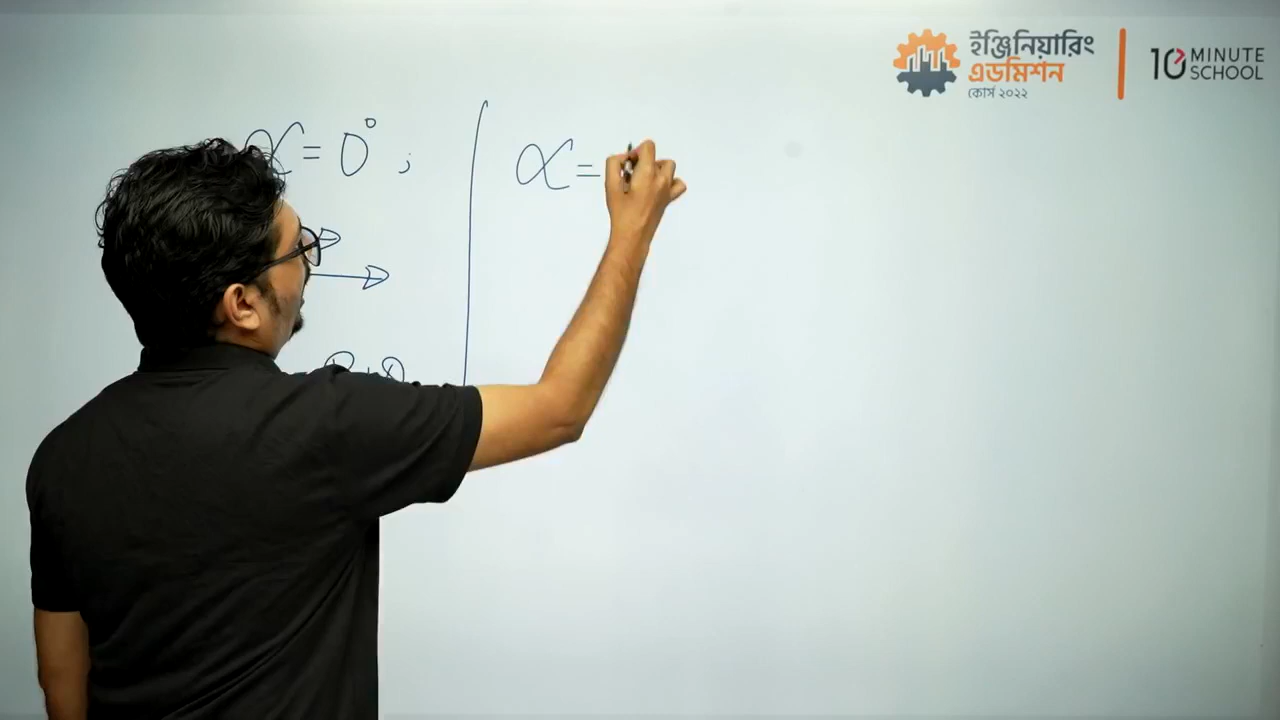 ইঞ্জিনিয়ারিং
এডমিশন
কোর্স ২০২২
10 MINUTE
SCHOOL
α = 0° ;
α =